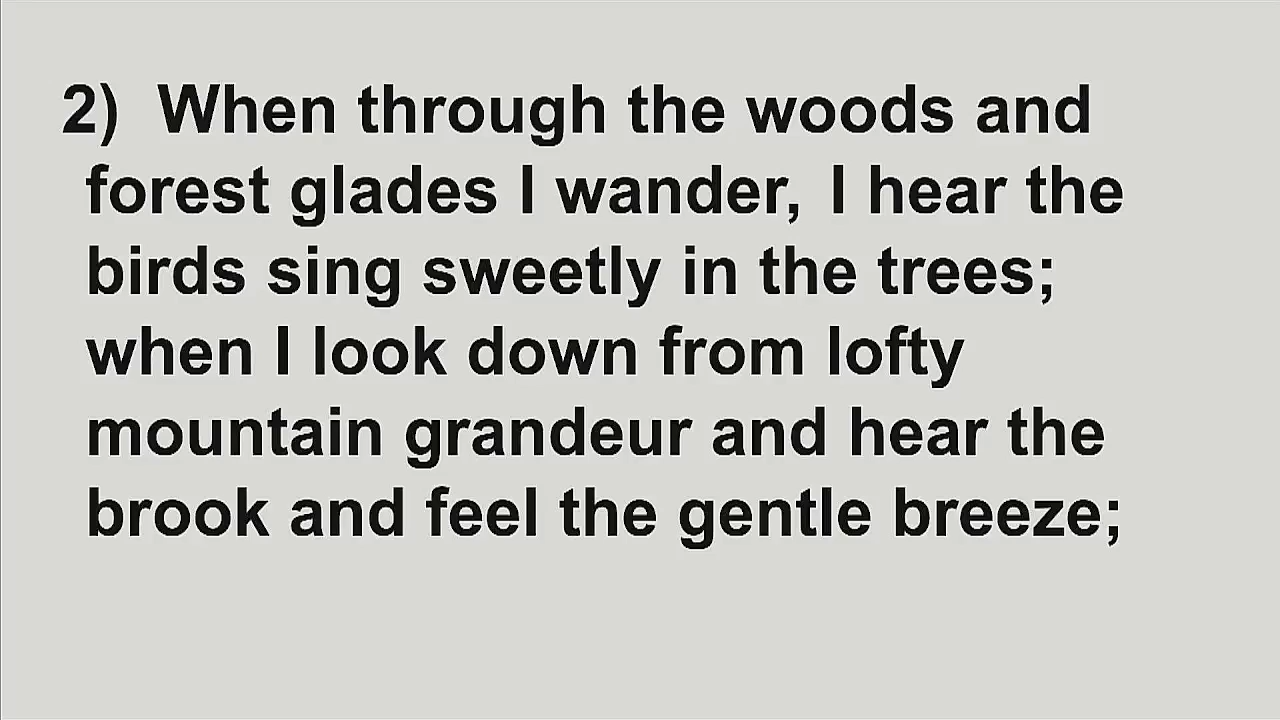 2) When through the woods and
forest glades I wander, I hear the
birds sing sweetly in the trees;
when I look down from lofty
mountain grandeur and hear the
brook and feel the gentle breeze;